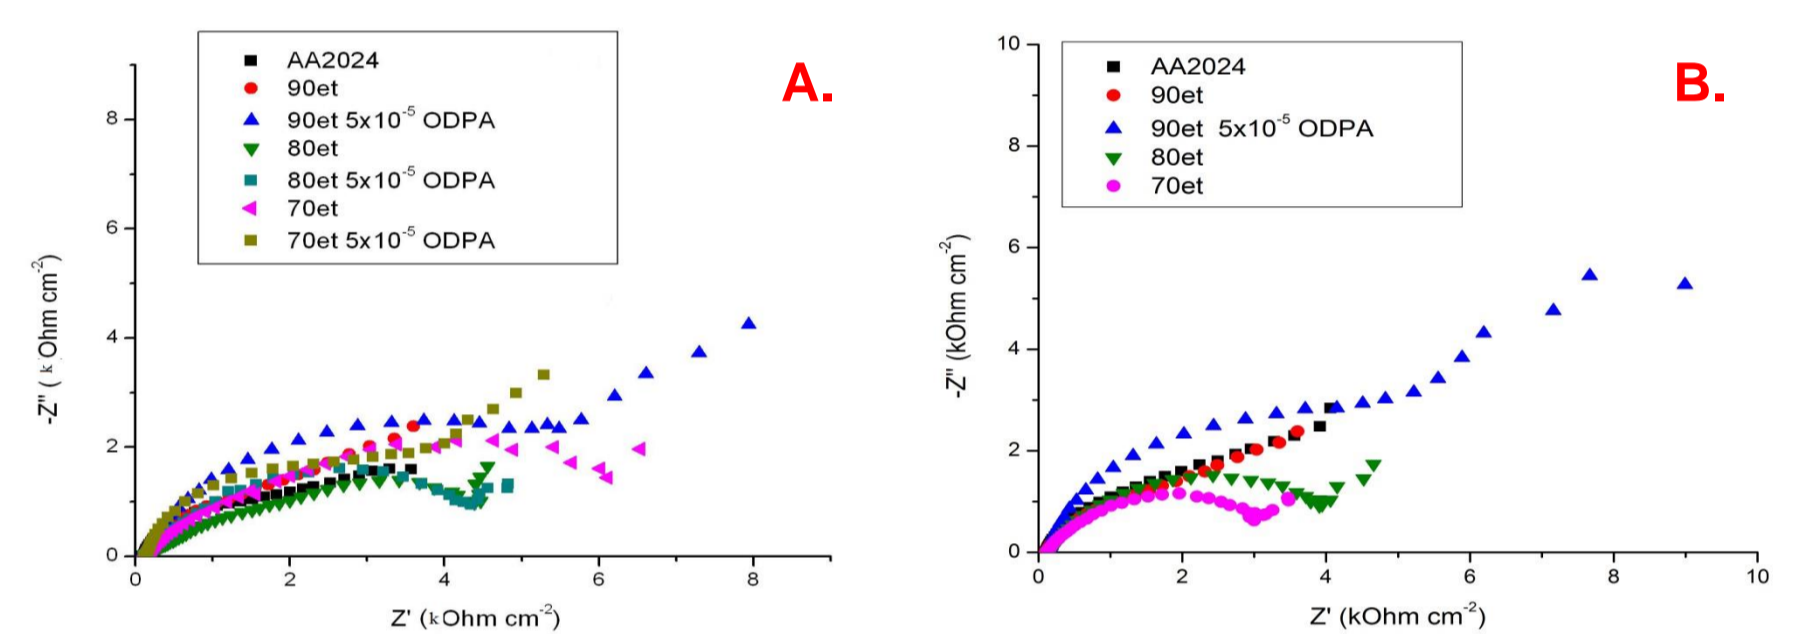 A.
AA2024
90et
90et 5x10⁻⁵ ODPA
80et
80et 5x10⁻⁵ ODPA
70et
70et 5x10⁻⁵ ODPA
8
6
4
2
0
-Z" ( k Ohm cm⁻²)
0 2 4 6 8
Z' (kOhm cm⁻²)
B.
AA2024
90et
90et 5x10⁻⁵ ODPA
80et
70et
10
8
6
4
2
0
-Z" (kOhm cm⁻²)
0 2 4 6 8 10
Z' (kOhm cm⁻²)